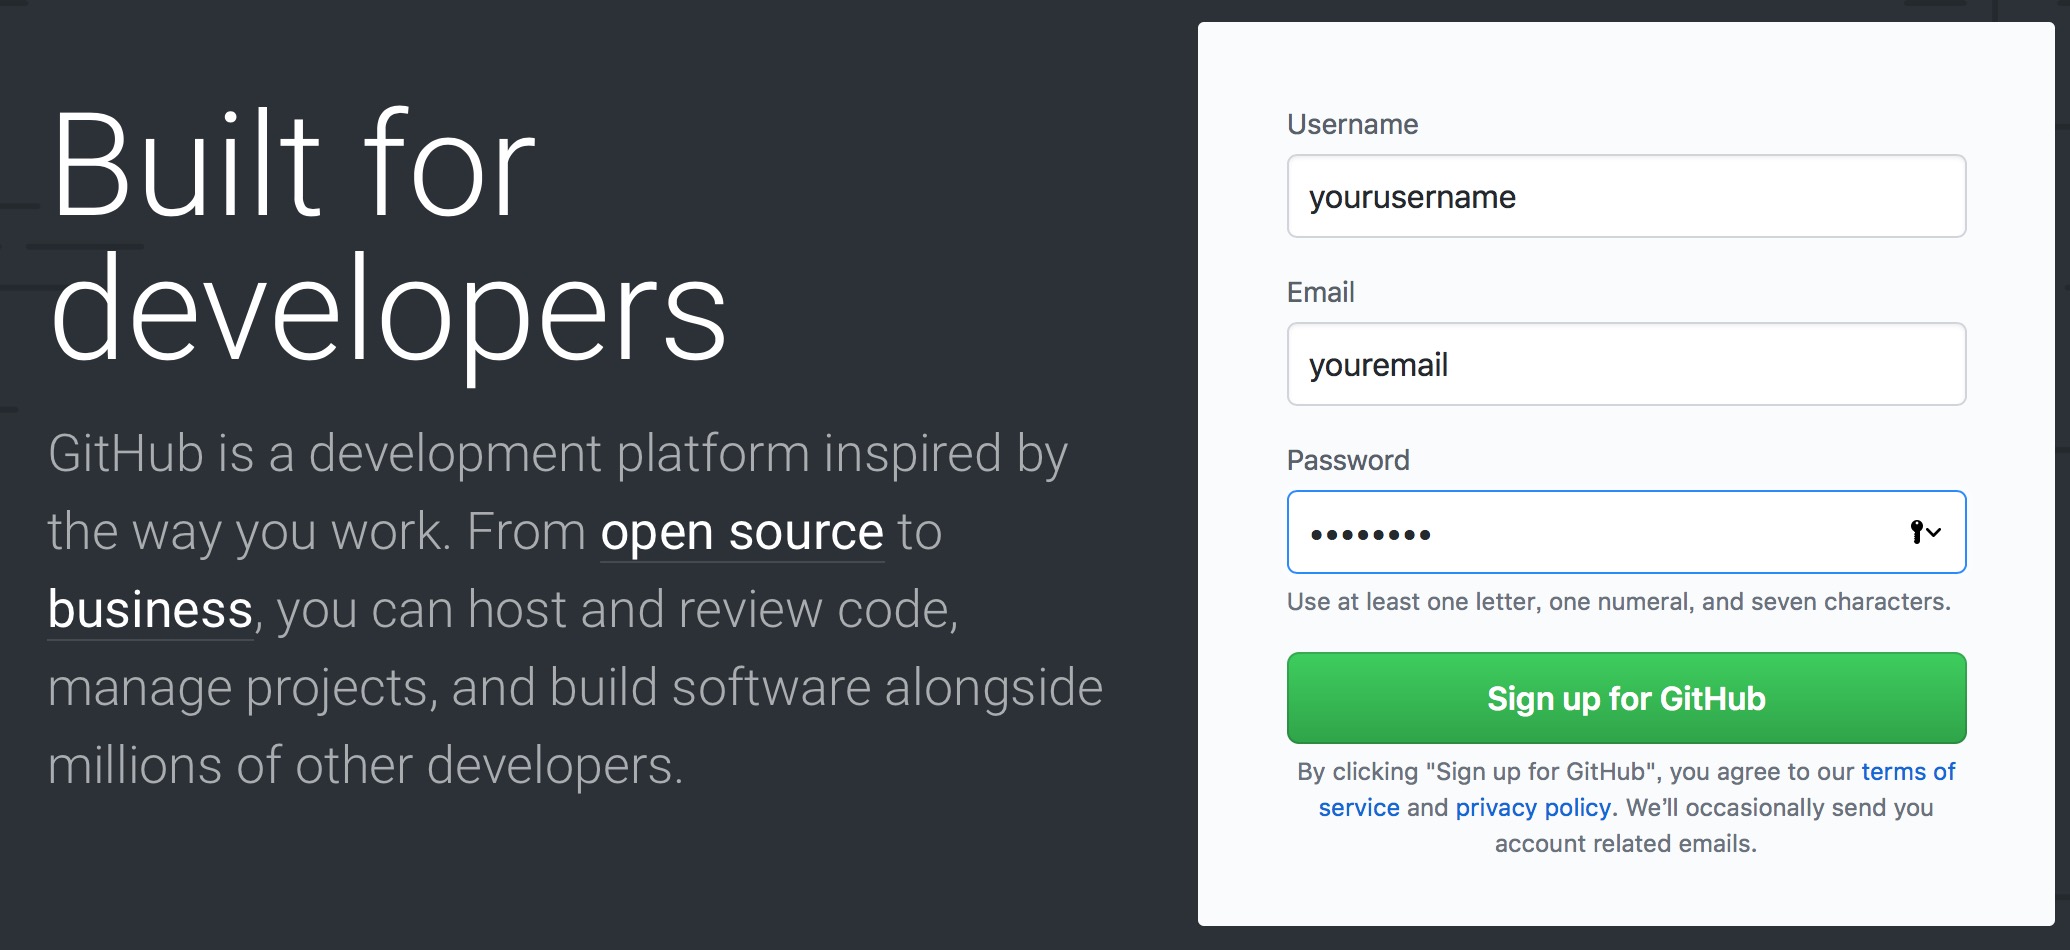 Built for
developers
GitHub is a development platform inspired by
the way you work. From open source to
business, you can host and review code,
manage projects, and build software alongside
millions of other developers.
Username
yourusername
Email
youremail
Password
••••••••
Use at least one letter, one numeral, and seven characters.
Sign up for GitHub
By clicking "Sign up for GitHub", you agree to our terms of
service and privacy policy. We’ll occasionally send you
account related emails.